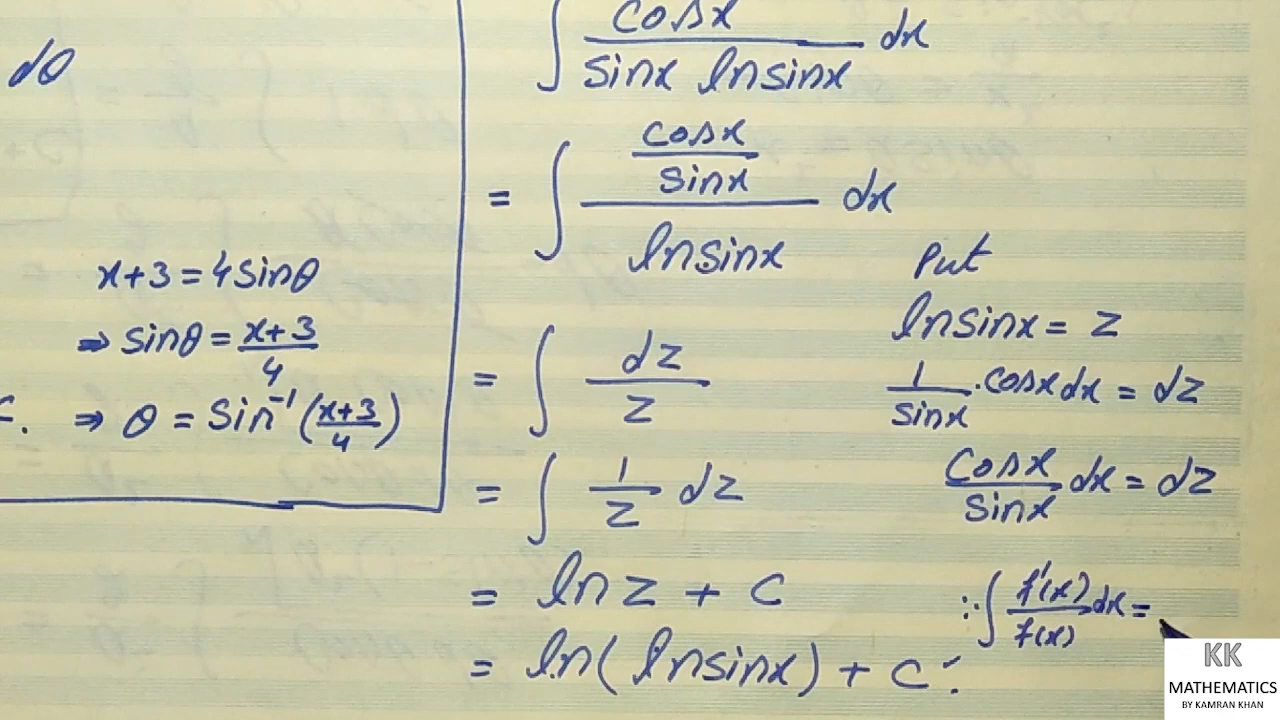 dθ
x+3 = 4sinθ
⇒ sinθ = x+3/4
c. ⇒ θ = Sin⁻¹(x+3/4)
∫ cosx / sinx lnsinx dx
= ∫ (cosx/sinx) / lnsinx dx
= ∫ dz/z
= ∫ 1/z dz
= ln z + c
= ln(lnsinx) + c.
Put
lnsinx = z
1/sinx · cosx dx = dz
cosx/sinx dx = dz
∵ ∫ f'(x)/f(x) dx =
KK
MATHEMATICS
BY KAMRAN KHAN